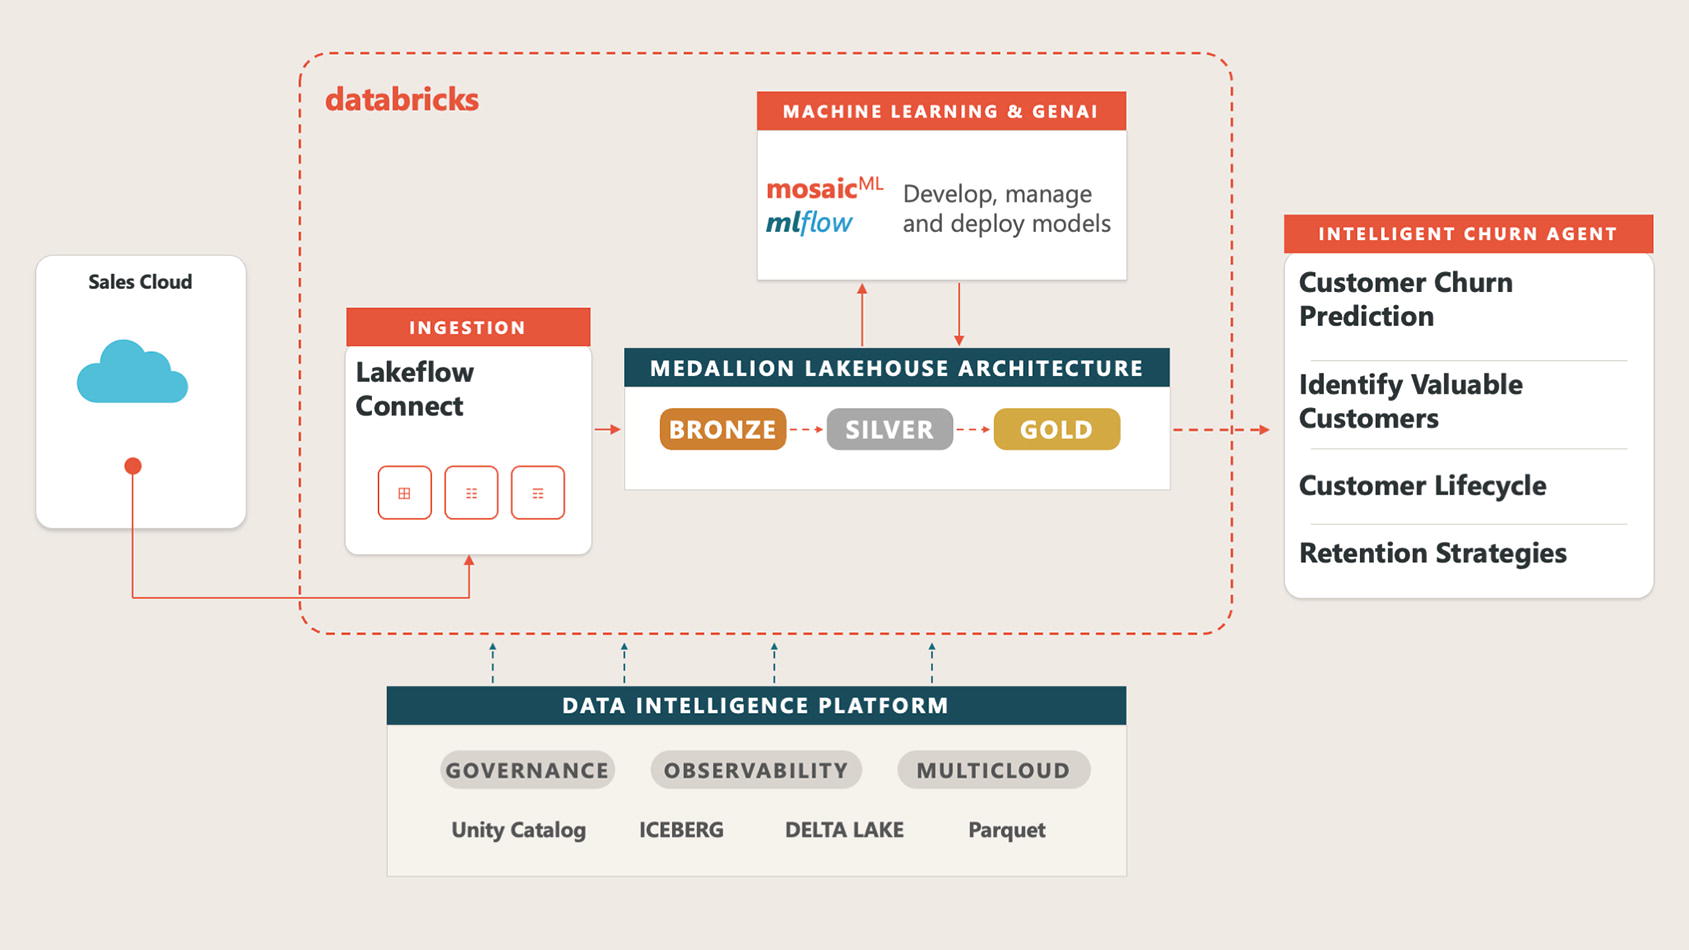 databricks
MACHINE LEARNING & GENAI
mosaicML
mlflow
Develop, manage
and deploy models
Sales Cloud
INGESTION
Lakeflow
Connect
MEDALLION LAKEHOUSE ARCHITECTURE
BRONZE
SILVER
GOLD
INTELLIGENT CHURN AGENT
Customer Churn
Prediction
Identify Valuable
Customers
Customer Lifecycle
Retention Strategies
DATA INTELLIGENCE PLATFORM
GOVERNANCE
OBSERVABILITY
MULTICLOUD
Unity Catalog
ICEBERG
DELTA LAKE
Parquet